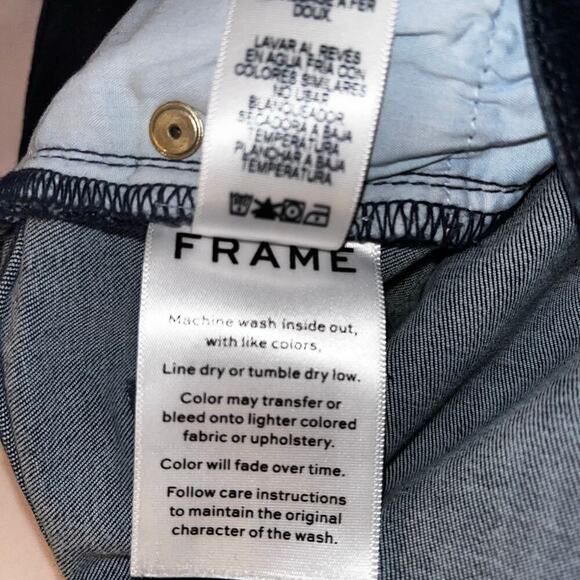 DOUX.
LAVAR AL REVÉS
EN AGUA FRIA CON
COLORES SIMILARES
NO USAR
BLANQUEADOR,
SECADORA A BAJA
TEMPERATURA
PLANCHAR A BAJA
TEMPERATURA
FRAME
Machine wash inside out,
with like colors,
Line dry or tumble dry low.
Color may transfer or
bleed onto lighter colored
fabric or upholstery.
Color will fade over time.
Follow care instructions
to maintain the original
character of the wash.